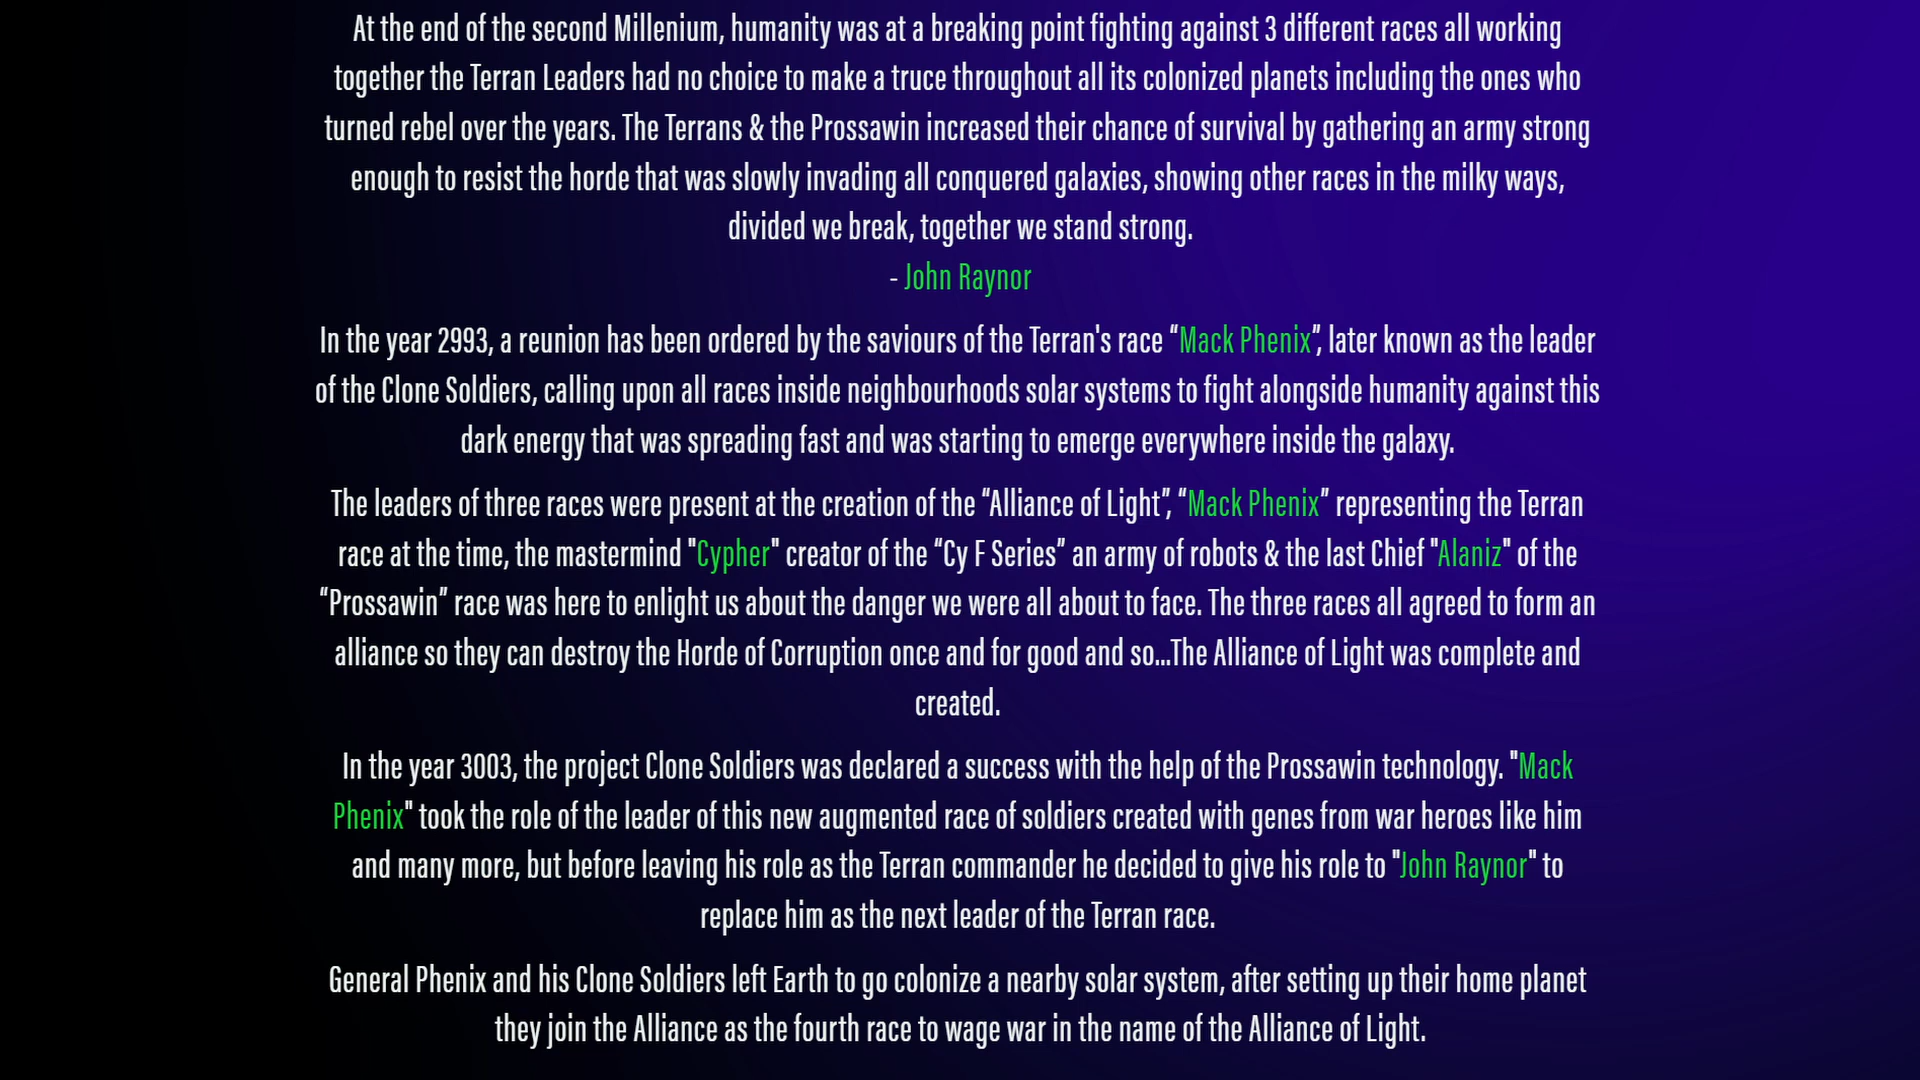 At the end of the second Millenium, humanity was at a breaking point fighting against 3 different races all working
together the Terran Leaders had no choice to make a truce throughout all its colonized planets including the ones who
turned rebel over the years. The Terrans & the Prossawin increased their chance of survival by gathering an army strong
enough to resist the horde that was slowly invading all conquered galaxies, showing other races in the milky ways,
divided we break, together we stand strong.
- John Raynor
In the year 2993, a reunion has been ordered by the saviours of the Terran's race “Mack Phenix”, later known as the leader
of the Clone Soldiers, calling upon all races inside neighbourhoods solar systems to fight alongside humanity against this
dark energy that was spreading fast and was starting to emerge everywhere inside the galaxy.
The leaders of three races were present at the creation of the “Alliance of Light”, “Mack Phenix” representing the Terran
race at the time, the mastermind "Cypher" creator of the “Cy F Series” an army of robots & the last Chief "Alaniz" of the
“Prossawin” race was here to enlight us about the danger we were all about to face. The three races all agreed to form an
alliance so they can destroy the Horde of Corruption once and for good and so...The Alliance of Light was complete and
created.
In the year 3003, the project Clone Soldiers was declared a success with the help of the Prossawin technology. "Mack
Phenix" took the role of the leader of this new augmented race of soldiers created with genes from war heroes like him
and many more, but before leaving his role as the Terran commander he decided to give his role to "John Raynor" to
replace him as the next leader of the Terran race.
General Phenix and his Clone Soldiers left Earth to go colonize a nearby solar system, after setting up their home planet
they join the Alliance as the fourth race to wage war in the name of the Alliance of Light.